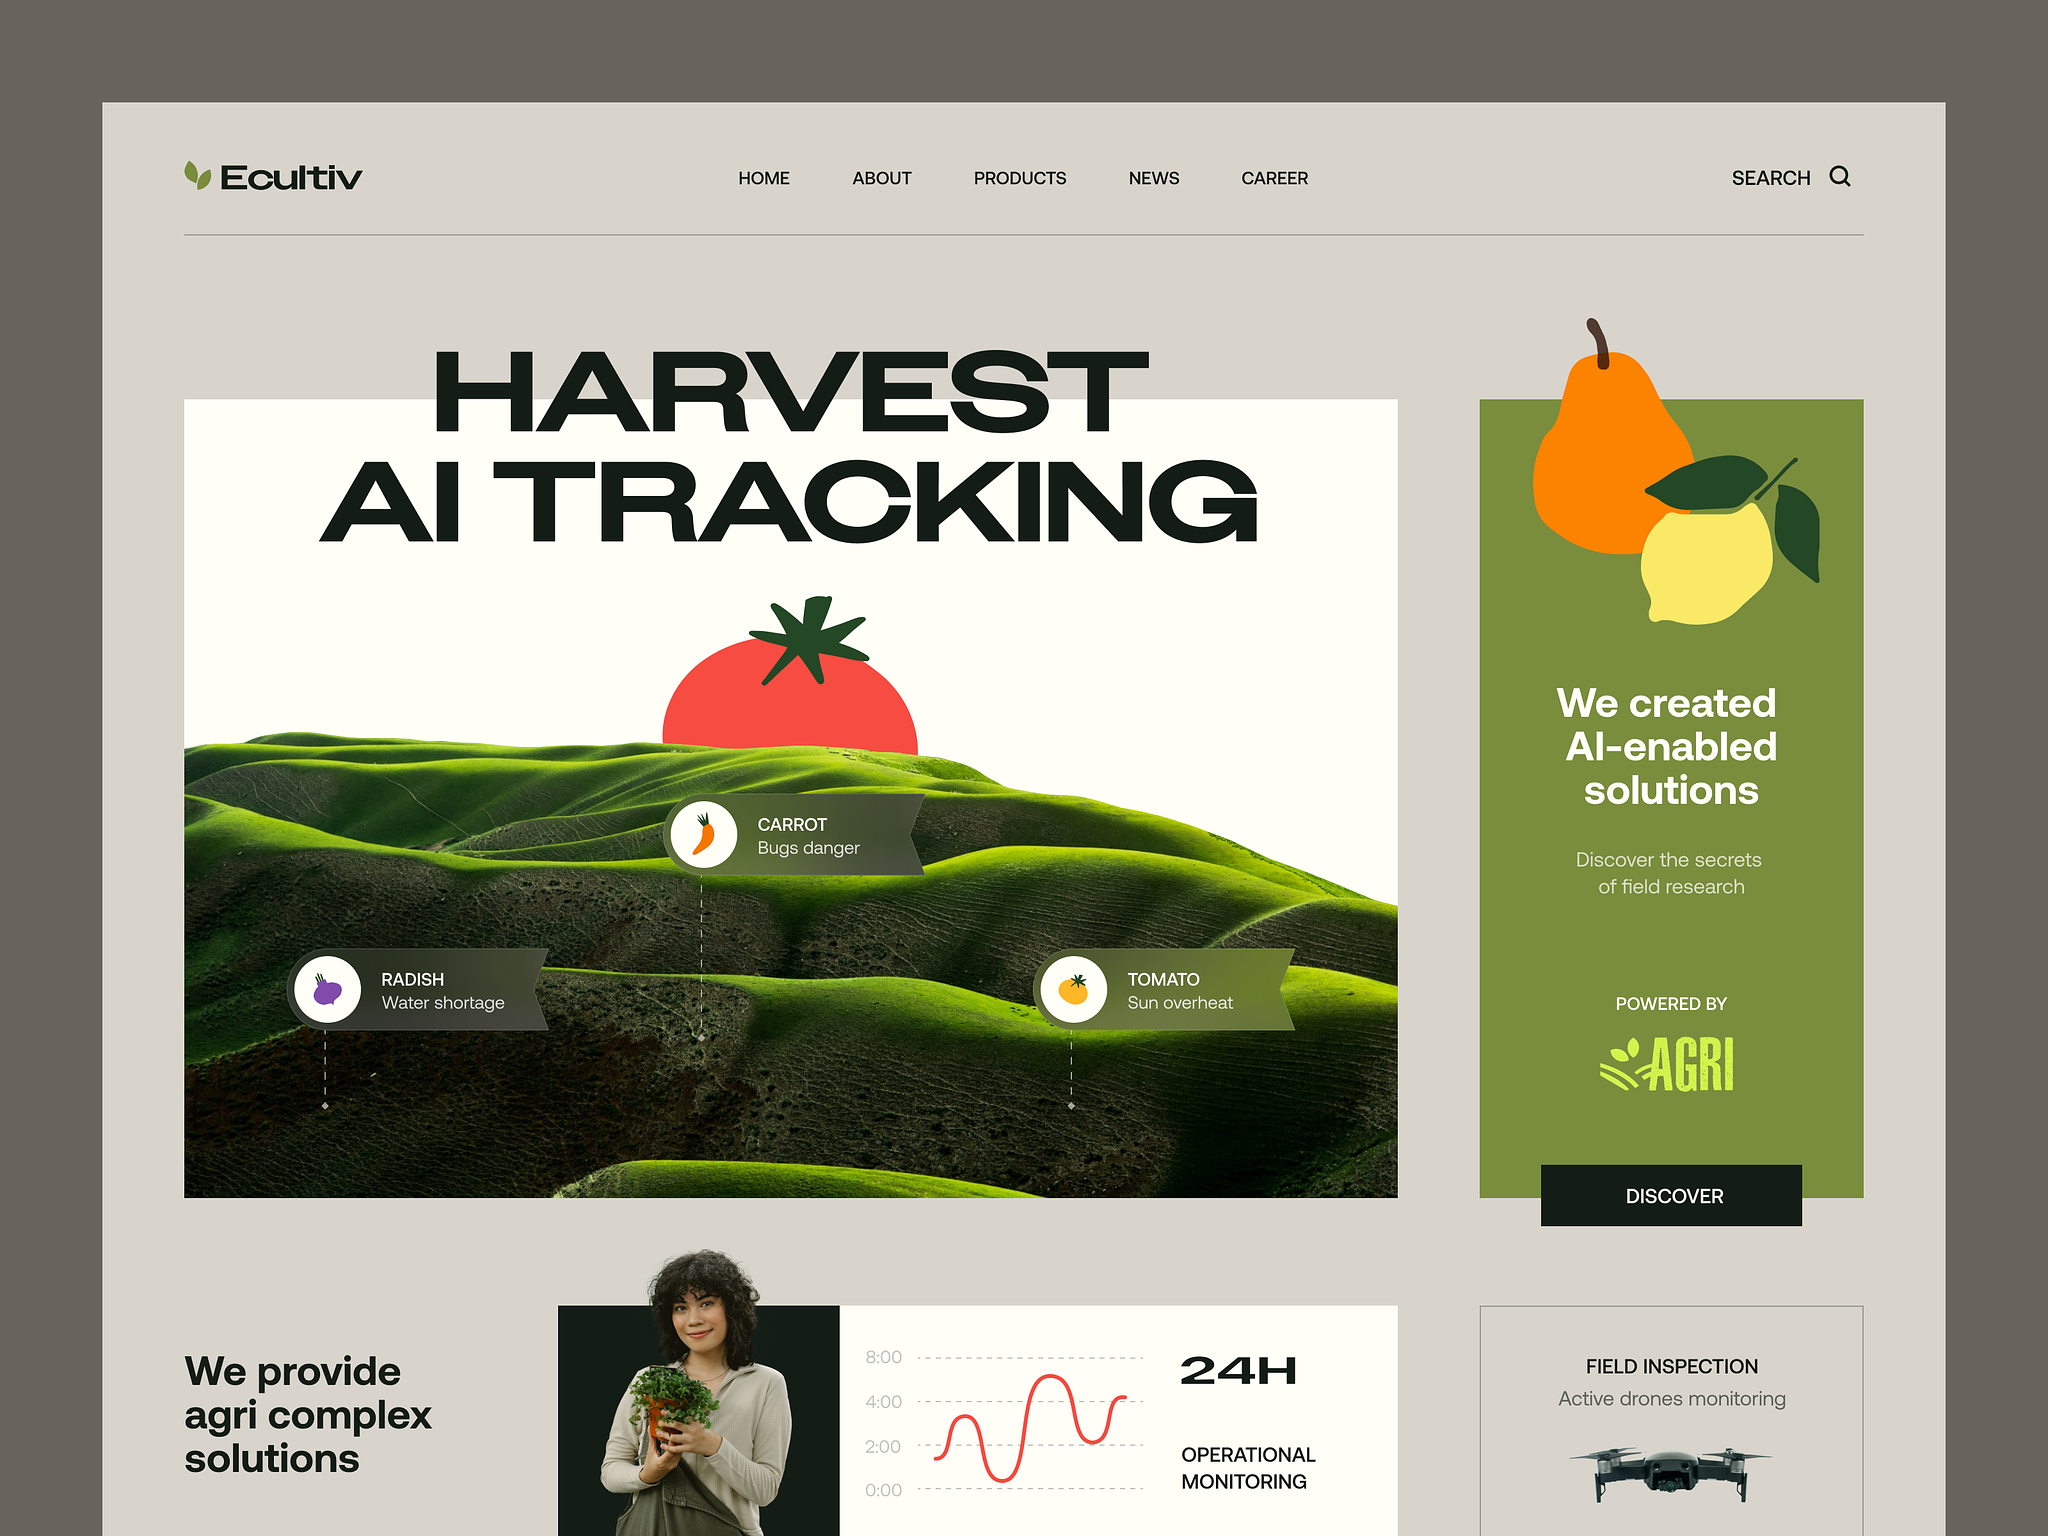 Ecultiv
HOME
ABOUT
PRODUCTS
NEWS
CAREER
SEARCH
HARVEST
AI TRACKING
CARROT
Bugs danger
RADISH
Water shortage
TOMATO
Sun overheat
We created
AI-enabled
solutions
Discover the secrets
of field research
POWERED BY
AGRI
DISCOVER
We provide
agri complex
solutions
8:00
4:00
2:00
0:00
24H
OPERATIONAL
MONITORING
FIELD INSPECTION
Active drones monitoring